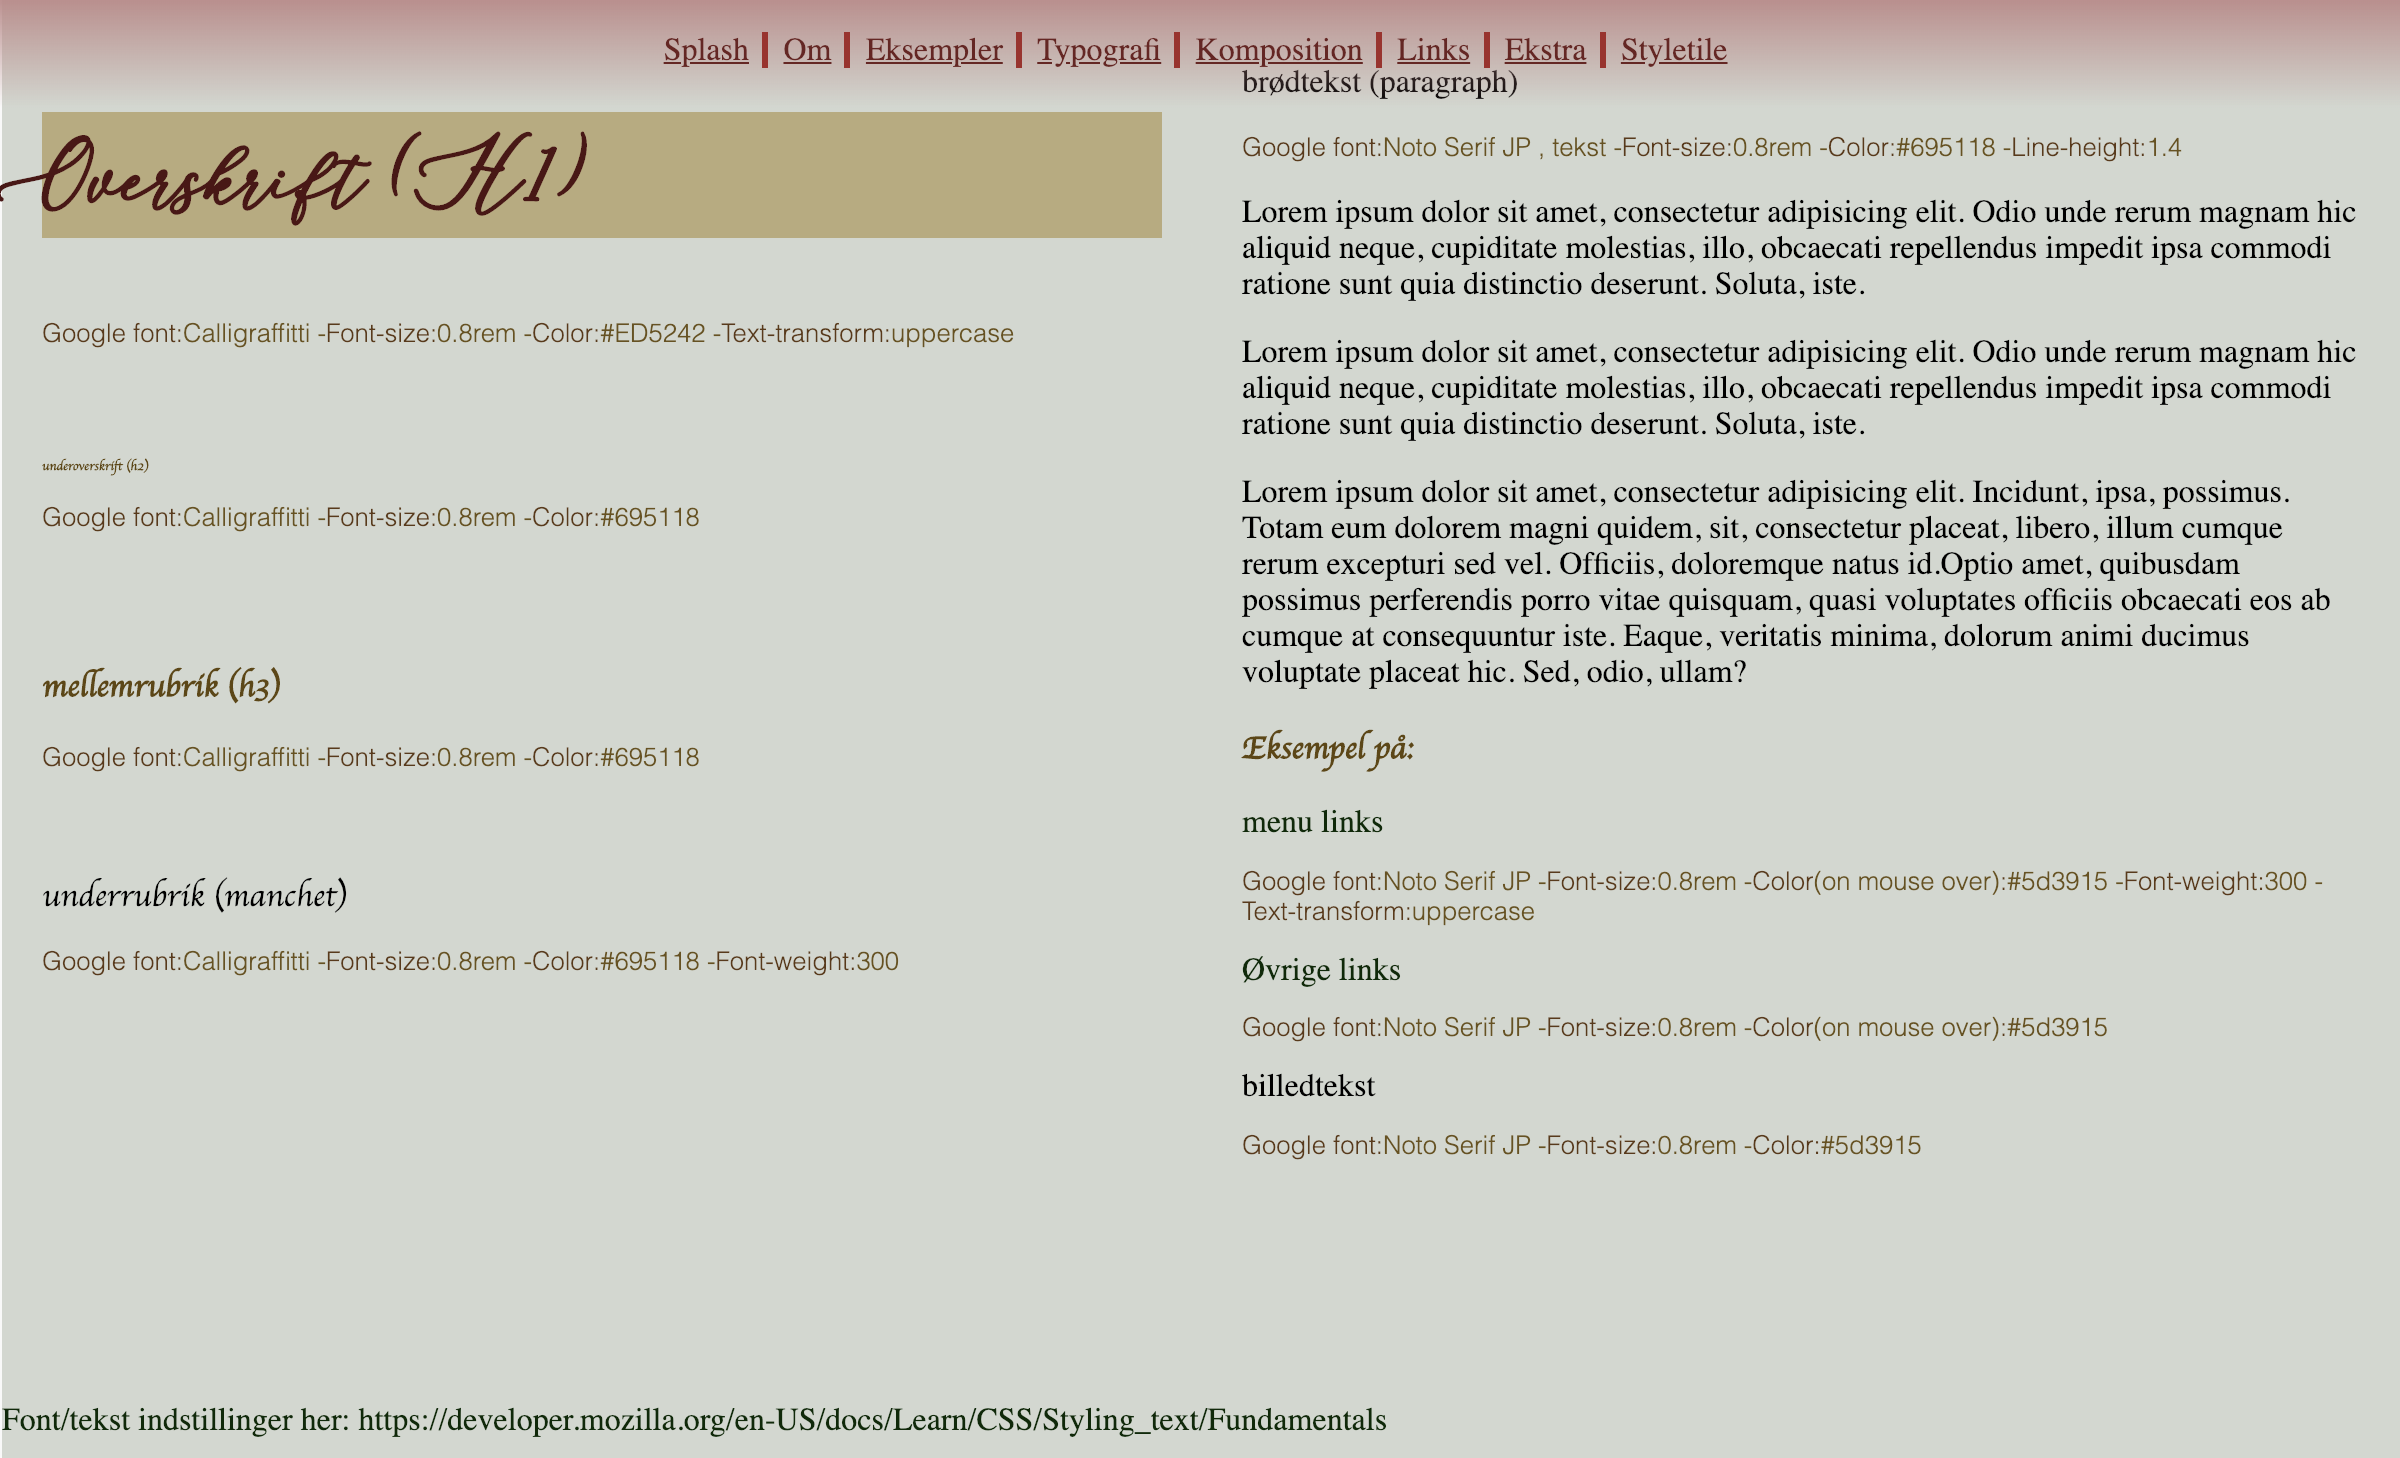 Splash Om Eksempler Typografi Komposition Links Ekstra Styletile
Overskrift (H1)
Google font:Calligraffitti -Font-size:0.8rem -Color:#ED5242 -Text-transform:uppercase
underoverskrift (h2)
Google font:Calligraffitti -Font-size:0.8rem -Color:#695118
mellemrubrik (h3)
Google font:Calligraffitti -Font-size:0.8rem -Color:#695118
underrubrik (manchet)
Google font:Calligraffitti -Font-size:0.8rem -Color:#695118 -Font-weight:300
brødtekst (paragraph)
Google font:Noto Serif JP , tekst -Font-size:0.8rem -Color:#695118 -Line-height:1.4
Lorem ipsum dolor sit amet, consectetur adipisicing elit. Odio unde rerum magnam hic
aliquid neque, cupiditate molestias, illo, obcaecati repellendus impedit ipsa commodi
ratione sunt quia distinctio deserunt. Soluta, iste.
Lorem ipsum dolor sit amet, consectetur adipisicing elit. Odio unde rerum magnam hic
aliquid neque, cupiditate molestias, illo, obcaecati repellendus impedit ipsa commodi
ratione sunt quia distinctio deserunt. Soluta, iste.
Lorem ipsum dolor sit amet, consectetur adipisicing elit. Incidunt, ipsa, possimus.
Totam eum dolorem magni quidem, sit, consectetur placeat, libero, illum cumque
rerum excepturi sed vel. Officiis, doloremque natus id.Optio amet, quibusdam
possimus perferendis porro vitae quisquam, quasi voluptates officiis obcaecati eos ab
cumque at consequuntur iste. Eaque, veritatis minima, dolorum animi ducimus
voluptate placeat hic. Sed, odio, ullam?
Eksempel på:
menu links
Google font:Noto Serif JP -Font-size:0.8rem -Color(on mouse over):#5d3915 -Font-weight:300 -
Text-transform:uppercase
Øvrige links
Google font:Noto Serif JP -Font-size:0.8rem -Color(on mouse over):#5d3915
billedtekst
Google font:Noto Serif JP -Font-size:0.8rem -Color:#5d3915
Font/tekst indstillinger her: https://developer.mozilla.org/en-US/docs/Learn/CSS/Styling_text/Fundamentals